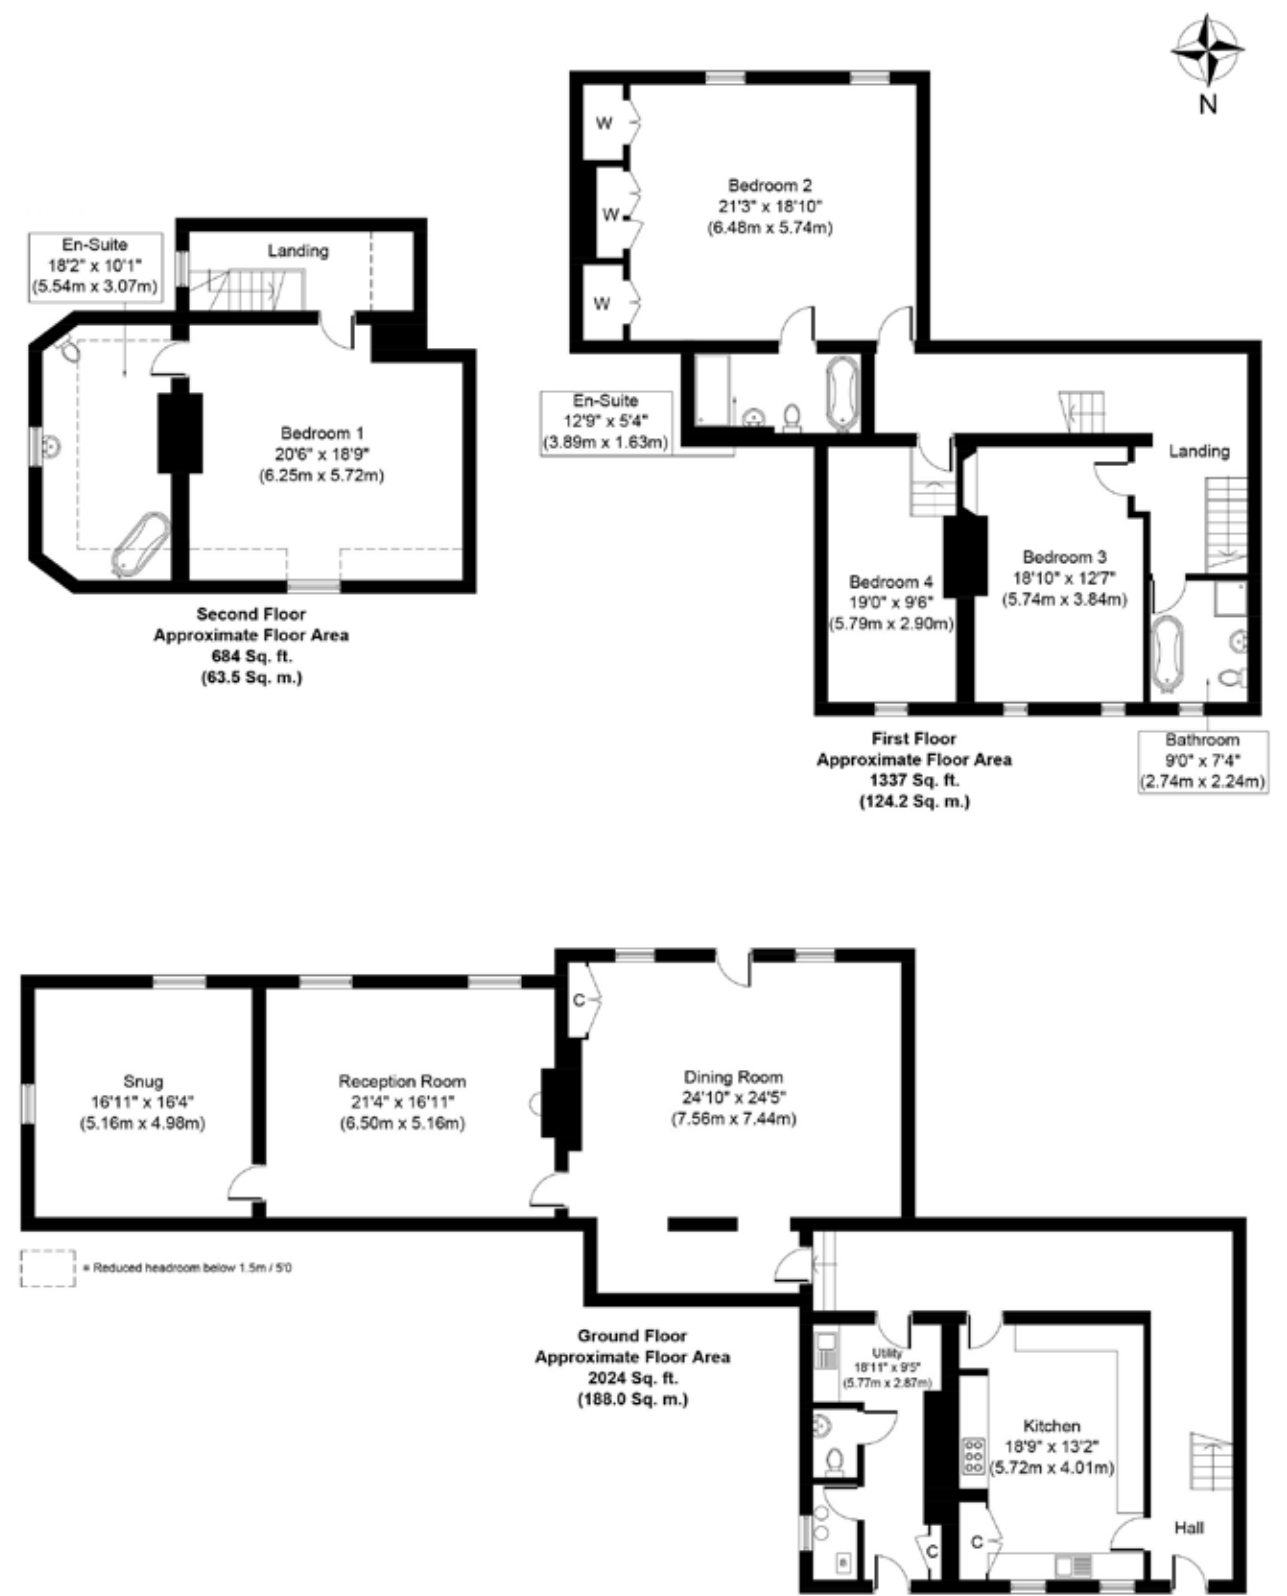 N
W
W
W
Bedroom 2
21'3" x 18'10"
(6.48m x 5.74m)
En-Suite
18'2" x 10'1"
(5.54m x 3.07m)
Landing
Bedroom 1
20'6" x 18'9"
(6.25m x 5.72m)
Second Floor
Approximate Floor Area
684 Sq. ft.
(63.5 Sq. m.)
En-Suite
12'9" x 5'4"
(3.89m x 1.63m)
Landing
Bedroom 4
19'0" x 9'6"
(5.79m x 2.90m)
Bedroom 3
18'10" x 12'7"
(5.74m x 3.84m)
Bathroom
9'0" x 7'4"
(2.74m x 2.24m)
First Floor
Approximate Floor Area
1337 Sq. ft.
(124.2 Sq. m.)
C
Snug
16'11" x 16'4"
(5.16m x 4.98m)
Reception Room
21'4" x 16'11"
(6.50m x 5.16m)
Dining Room
24'10" x 24'5"
(7.56m x 7.44m)
= Reduced headroom below 1.5m / 5'0
Ground Floor
Approximate Floor Area
2024 Sq. ft.
(188.0 Sq. m.)
Utility
18'11" x 9'5"
(5.77m x 2.87m)
Kitchen
18'9" x 13'2"
(5.72m x 4.01m)
Hall
C
C